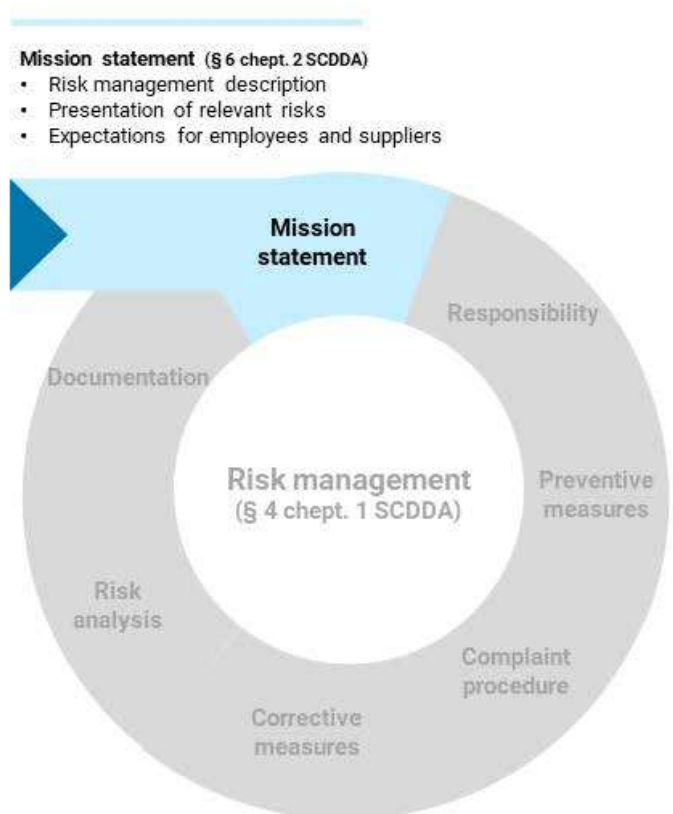 Mission statement (§ 6 chept. 2 SCDDA)
• Risk management description
• Presentation of relevant risks
• Expectations for employees and suppliers
Mission
statement
Responsibility
Documentation
Risk management
(§ 4 chept. 1 SCDDA)
Preventive
measures
Risk
analysis
Complaint
procedure
Corrective
measures